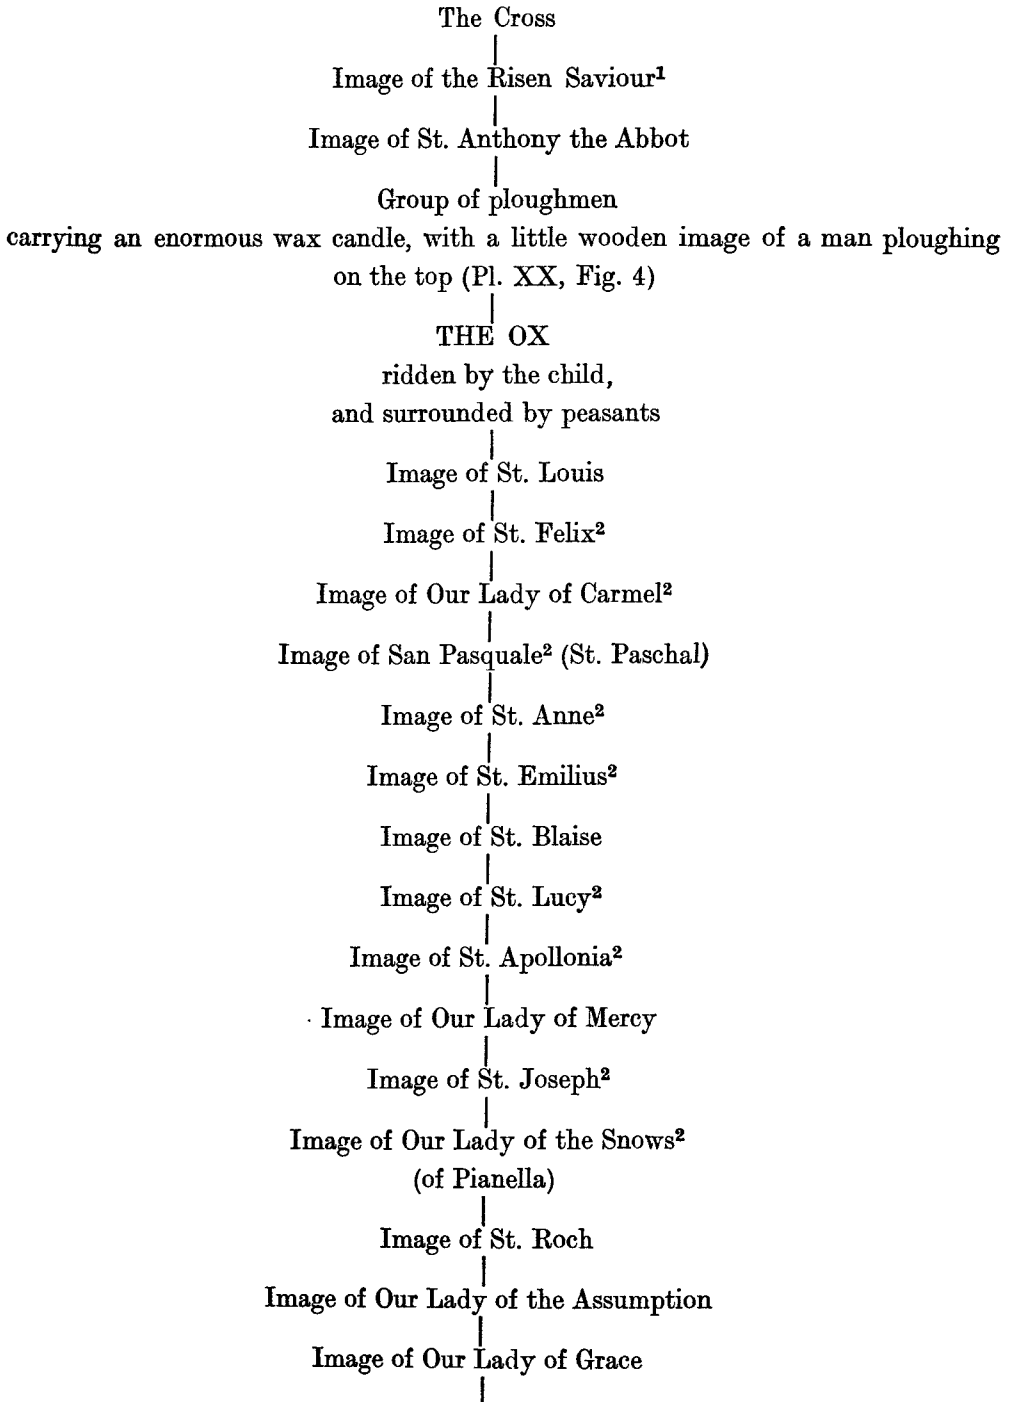 The Cross
Image of the Risen Saviour¹
Image of St. Anthony the Abbot
Group of ploughmen
carrying an enormous wax candle, with a little wooden image of a man ploughing
on the top (Pl. XX, Fig. 4)
THE OX
ridden by the child,
and surrounded by peasants
Image of St. Louis
Image of St. Felix²
Image of Our Lady of Carmel²
Image of San Pasquale² (St. Paschal)
Image of St. Anne²
Image of St. Emilius²
Image of St. Blaise
Image of St. Lucy²
Image of St. Apollonia²
Image of Our Lady of Mercy
Image of St. Joseph²
Image of Our Lady of the Snows²
(of Pianella)
Image of St. Roch
Image of Our Lady of the Assumption
Image of Our Lady of Grace